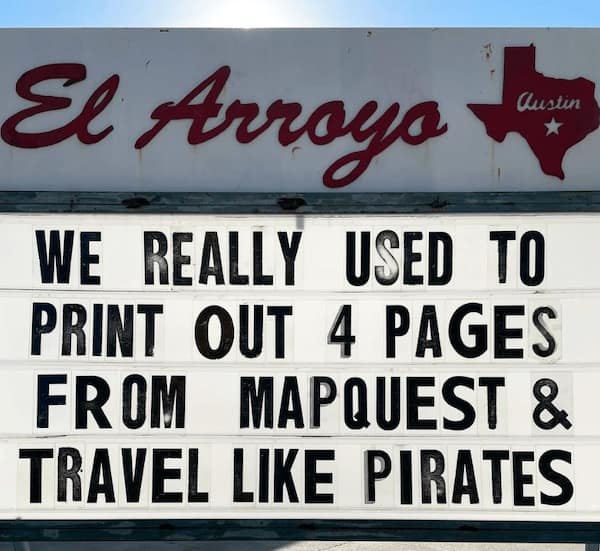 El Arroyo
Austin
WE REALLY USED TO
PRINT OUT 4 PAGES
FROM MAPQUEST &
TRAVEL LIKE PIRATES